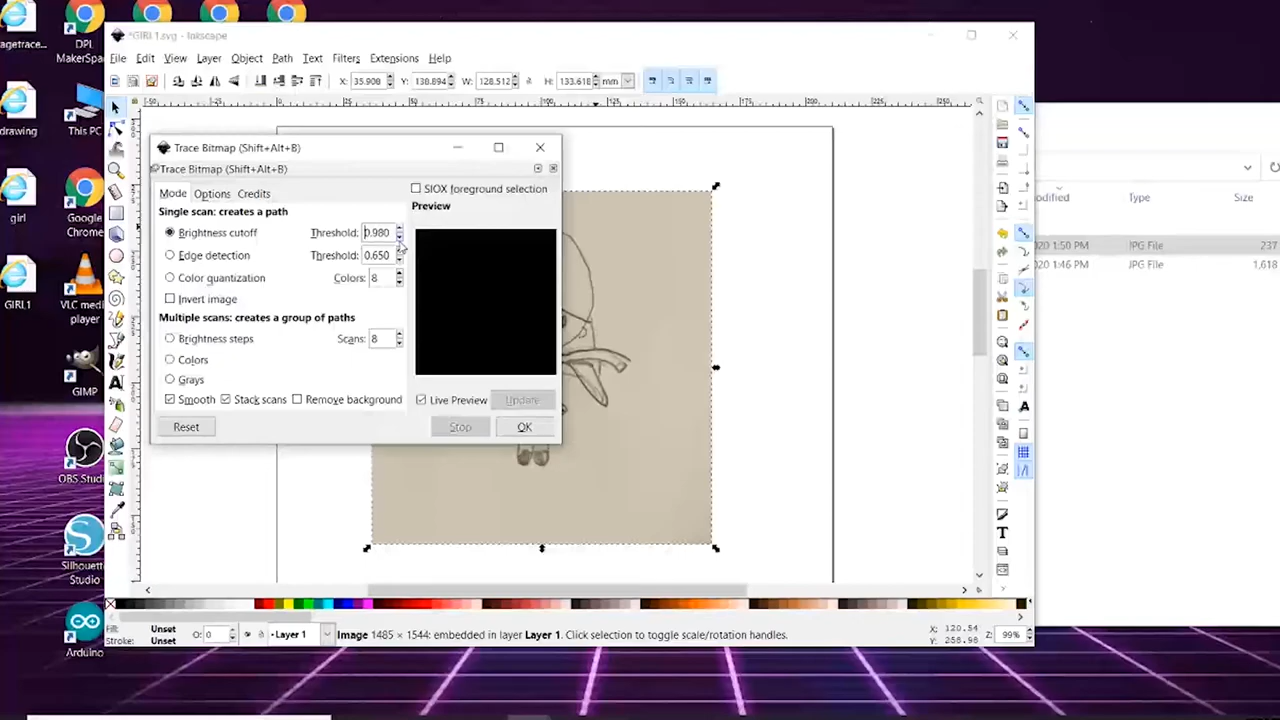 agetrace...
DPL
MakerSpa
drawing
This PC
girl
Google
Chrome
GIRL1
VLC media
player
GIMP
OBS Studi
Silhouette
Studio
Arduino
*GIRL1.svg - Inkscape
File Edit View Layer Object Path Text Filters Extensions Help
X: 35.908 Y: 138.894 W: 128.512 H: 133.618 mm
Trace Bitmap (Shift+Alt+B)
Trace Bitmap (Shift+Alt+B)
Mode Options Credits
SIOX foreground selection
Single scan: creates a path
Preview
Brightness cutoff Threshold: 0.980
Edge detection Threshold: 0.650
Color quantization Colors: 8
Invert image
Multiple scans: creates a group of paths
Brightness steps Scans: 8
Colors
Grays
Smooth Stack scans Remove background
Live Preview Update
Reset Stop OK
Size
020 1:50 PM JPG File 237
020 1:46 PM JPG File 1,618
Fill: Unset
Stroke: Unset
O: 0
Layer 1
Image 1485 × 1544: embedded in layer Layer 1. Click selection to toggle scale/rotation handles.
X: 120.54
Y: 258.98
Z: 99%